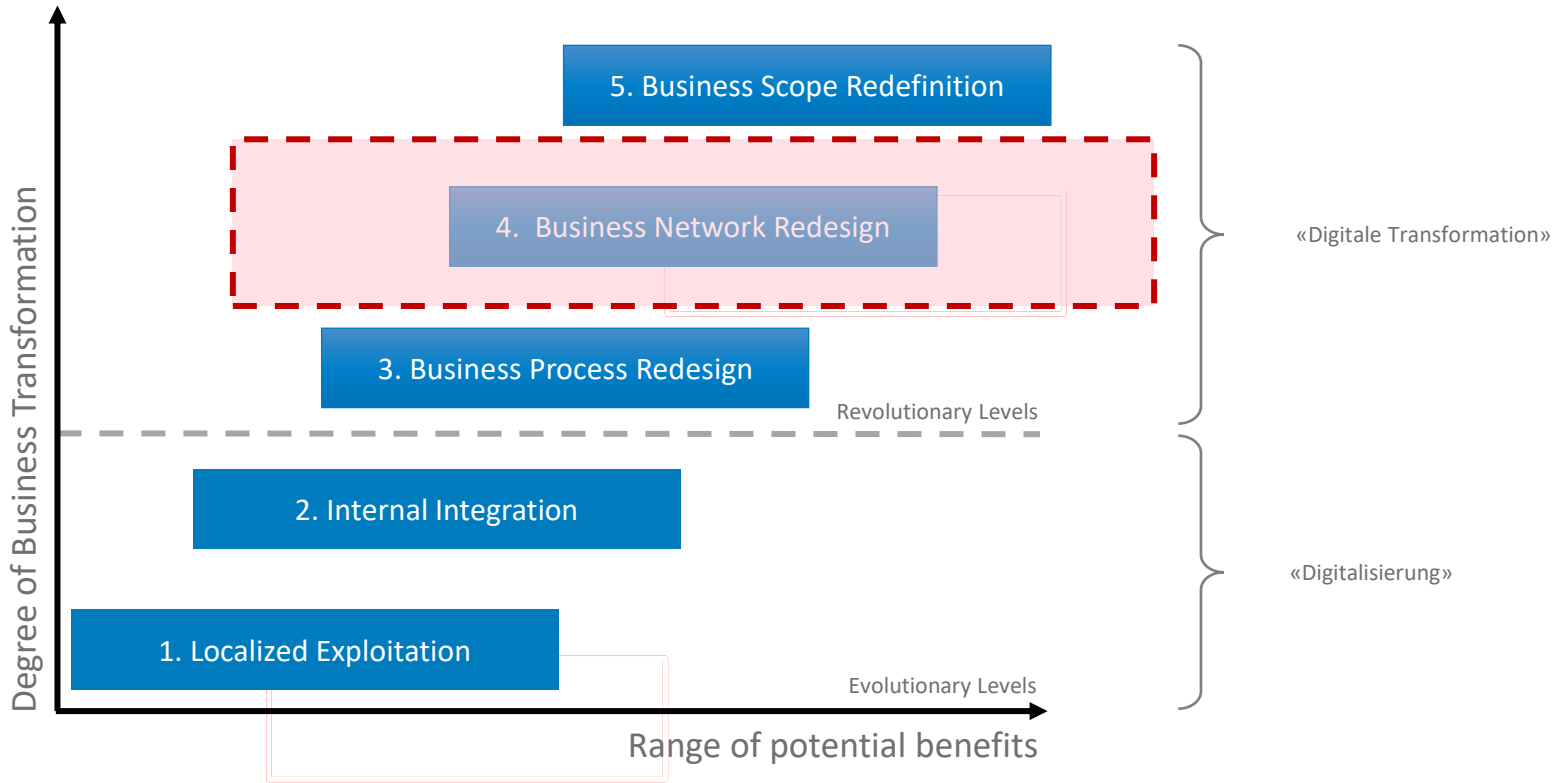 Degree of Business Transformation
5. Business Scope Redefinition
4. Business Network Redesign
«Digitale Transformation»
3. Business Process Redesign
Revolutionary Levels
2. Internal Integration
«Digitalisierung»
1. Localized Exploitation
Evolutionary Levels
Range of potential benefits